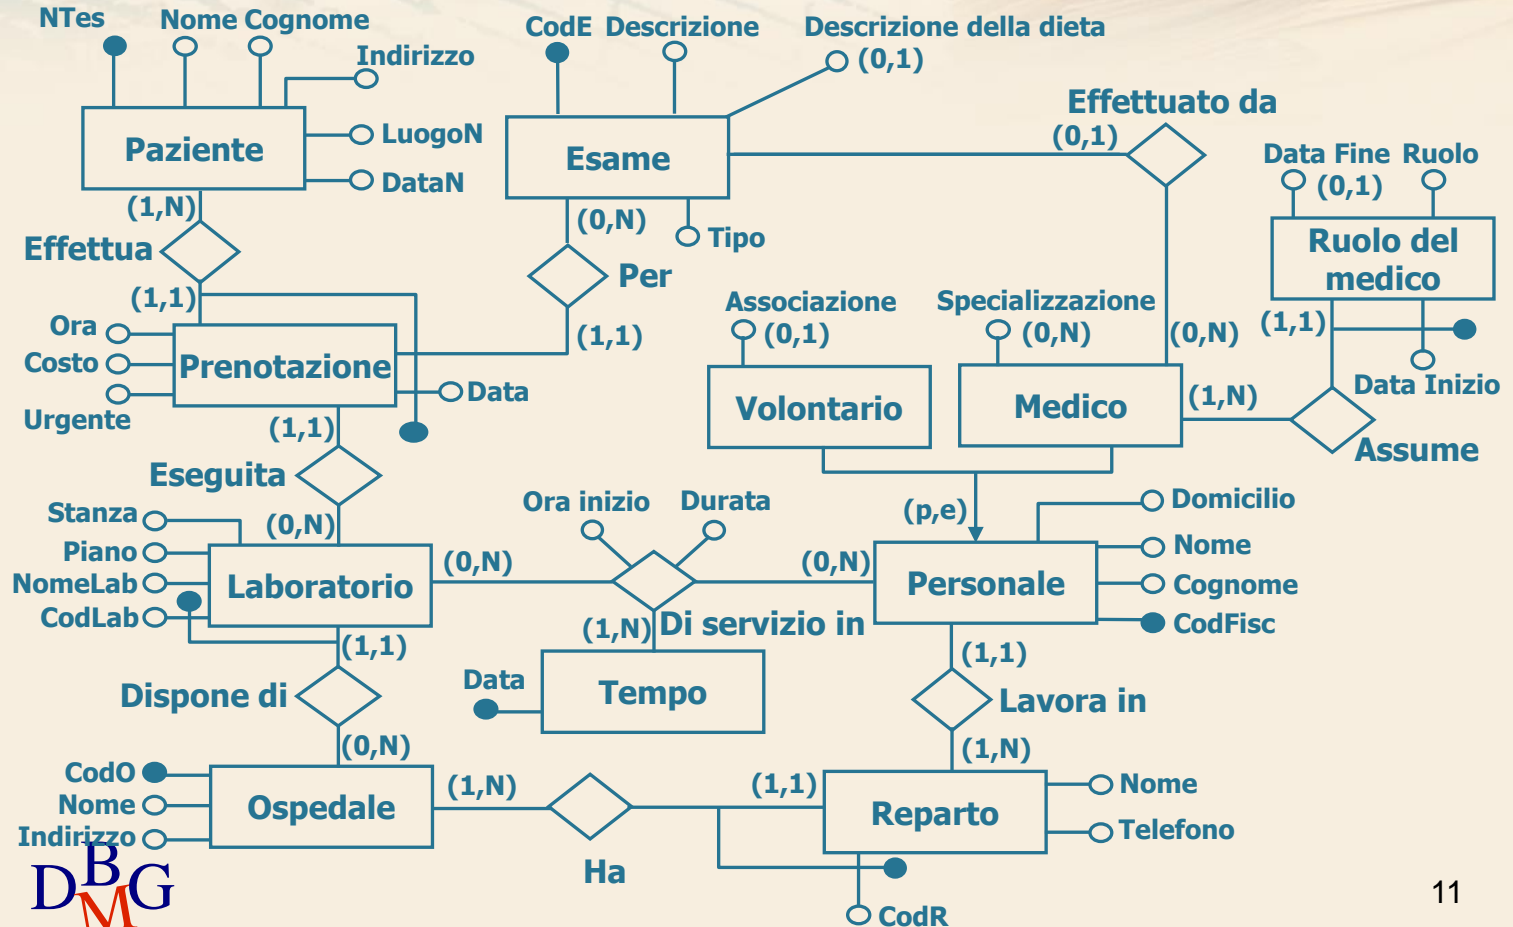 NTes
Nome Cognome
Indirizzo
Paziente
LuogoN
DataN
(1,N)
Effettua
(1,1)
CodE Descrizione
Descrizione della dieta
(0,1)
Esame
(0,N)
Tipo
Per
(1,1)
Effettuato da
(0,1)
(0,N)
Data Fine Ruolo
(0,1)
Ruolo del
medico
(1,1)
Data Inizio
Assume
(1,N)
Ora
Costo
Urgente
Prenotazione
Data
(1,1)
Eseguita
(0,N)
Associazione
(0,1)
Volontario
Specializzazione
(0,N)
Medico
(p,e)
Stanza
Piano
NomeLab
CodLab
Laboratorio
(0,N)
Ora inizio
Durata
(0,N)
Di servizio in
(1,N)
Data
Tempo
Personale
Domicilio
Nome
Cognome
CodFisc
(1,1)
Lavora in
(1,N)
(1,1)
Dispone di
(0,N)
CodO
Nome
Indirizzo
Ospedale
(1,N)
Ha
(1,1)
Reparto
Nome
Telefono
CodR
DBMG
11